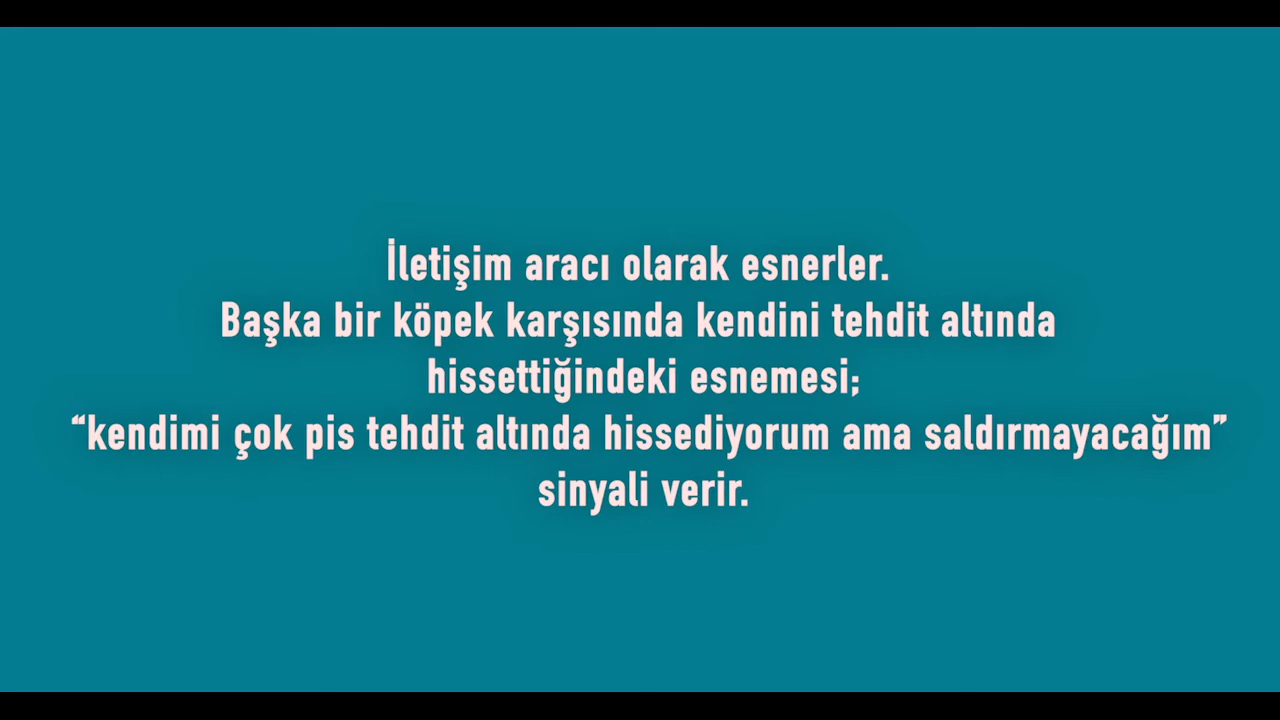 İletişim aracı olarak esnerler.
Başka bir köpek karşısında kendini tehdit altında
hissettiğindeki esnemesi;
“kendimi çok pis tehdit altında hissediyorum ama saldırmayacağım”
sinyali verir.